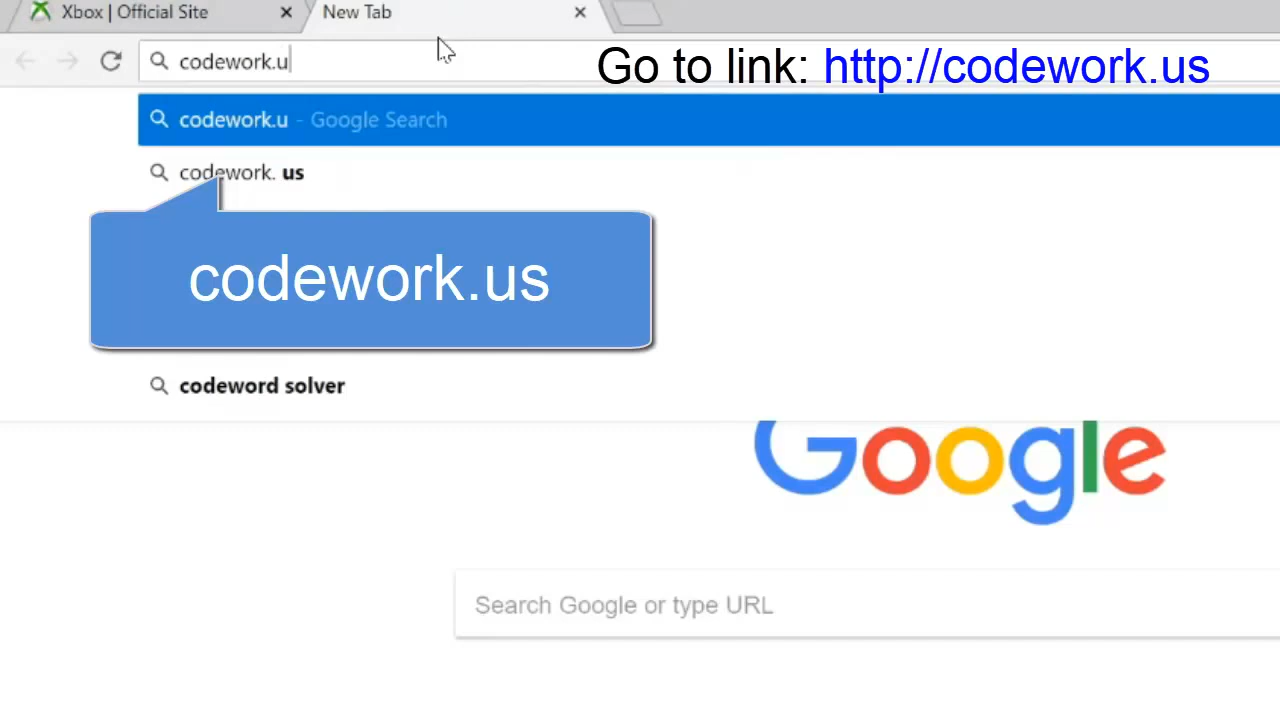 Xbox | Official Site
New Tab
codework.u
Go to link: http://codework.us
codework.u - Google Search
codework. us
codework.us
codeword solver
Google
Search Google or type URL